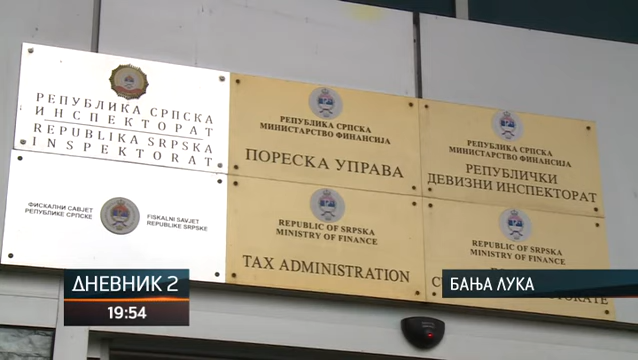 РЕПУБЛИКА СРПСКА
ИНСПЕКТОРАТ
REPUBLIKA SRPSKA
INSPEKTORAT
ФИСКАЛНИ САВЈЕТ
РЕПУБЛИКЕ СРПСКЕ
FISKALNI SAVJET
REPUBLIKE SRPSKE
РЕПУБЛИКА СРПСКА
МИНИСТАРСТВО ФИНАНСИЈА
ПОРЕСКА УПРАВА
REPUBLIC OF SRPSKA
MINISTRY OF FINANCE
TAX ADMINISTRATION
РЕПУБЛИКА СРПСКА
МИНИСТАРСТВО ФИНАНСИЈА
РЕПУБЛИЧКИ
ДЕВИЗНИ ИНСПЕКТОРАТ
REPUBLIC OF SRPSKA
MINISTRY OF FINANCE
ДНЕВНИК 2
19:54
БАЊА ЛУКА